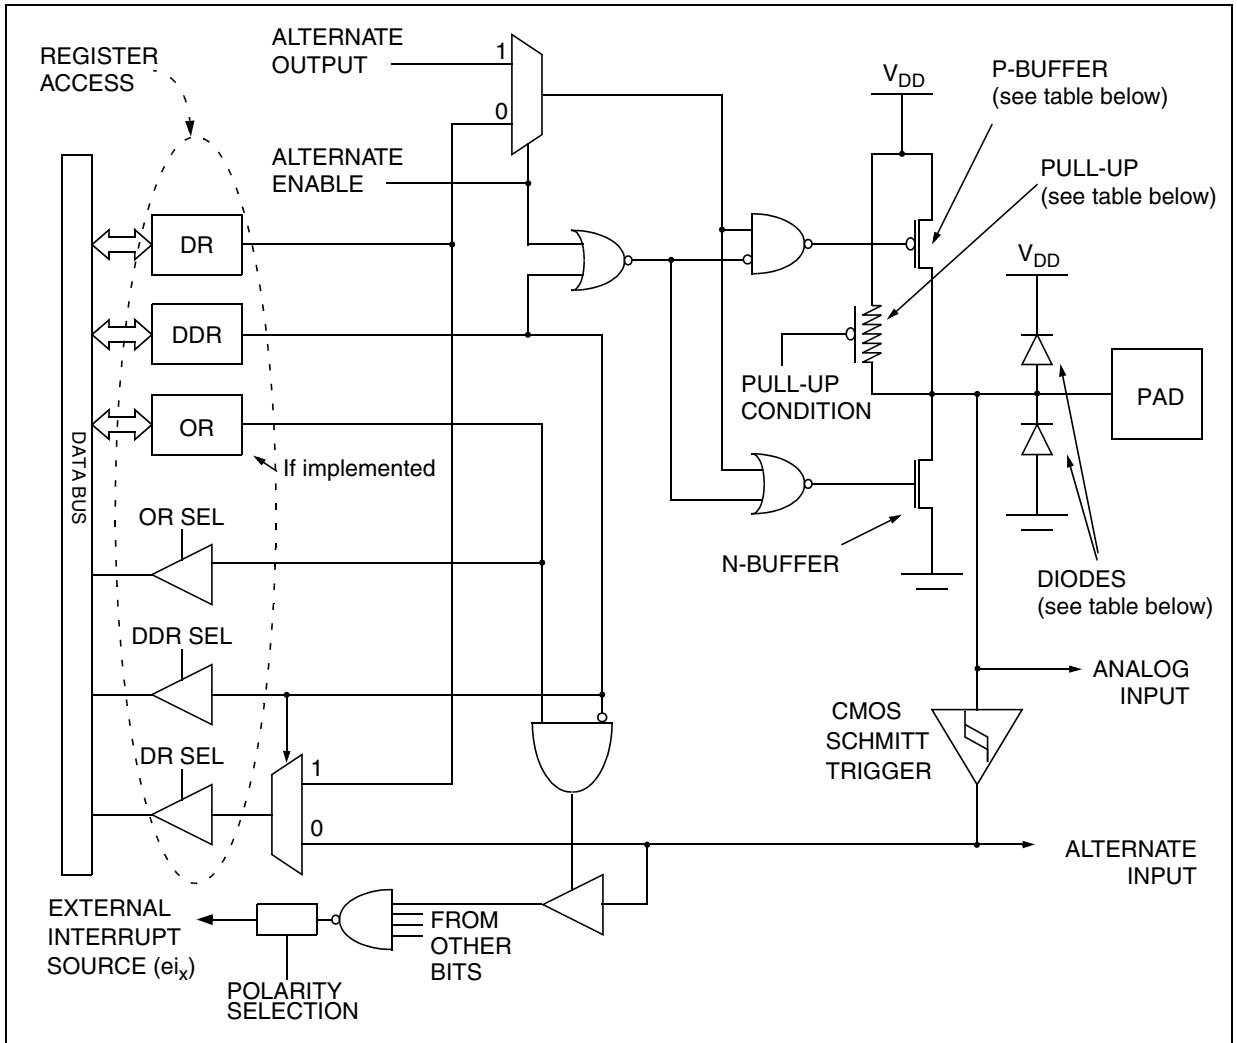 REGISTER
ACCESS
ALTERNATE
OUTPUT
1
0
ALTERNATE
ENABLE
VDD
P-BUFFER
(see table below)
PULL-UP
(see table below)
DR
DDR
OR
If implemented
DATA BUS
VDD
PULL-UP
CONDITION
PAD
OR SEL
N-BUFFER
DIODES
(see table below)
DDR SEL
ANALOG
INPUT
CMOS
SCHMITT
TRIGGER
DR SEL
1
0
ALTERNATE
INPUT
EXTERNAL
INTERRUPT
SOURCE (eix)
FROM
OTHER
BITS
POLARITY
SELECTION